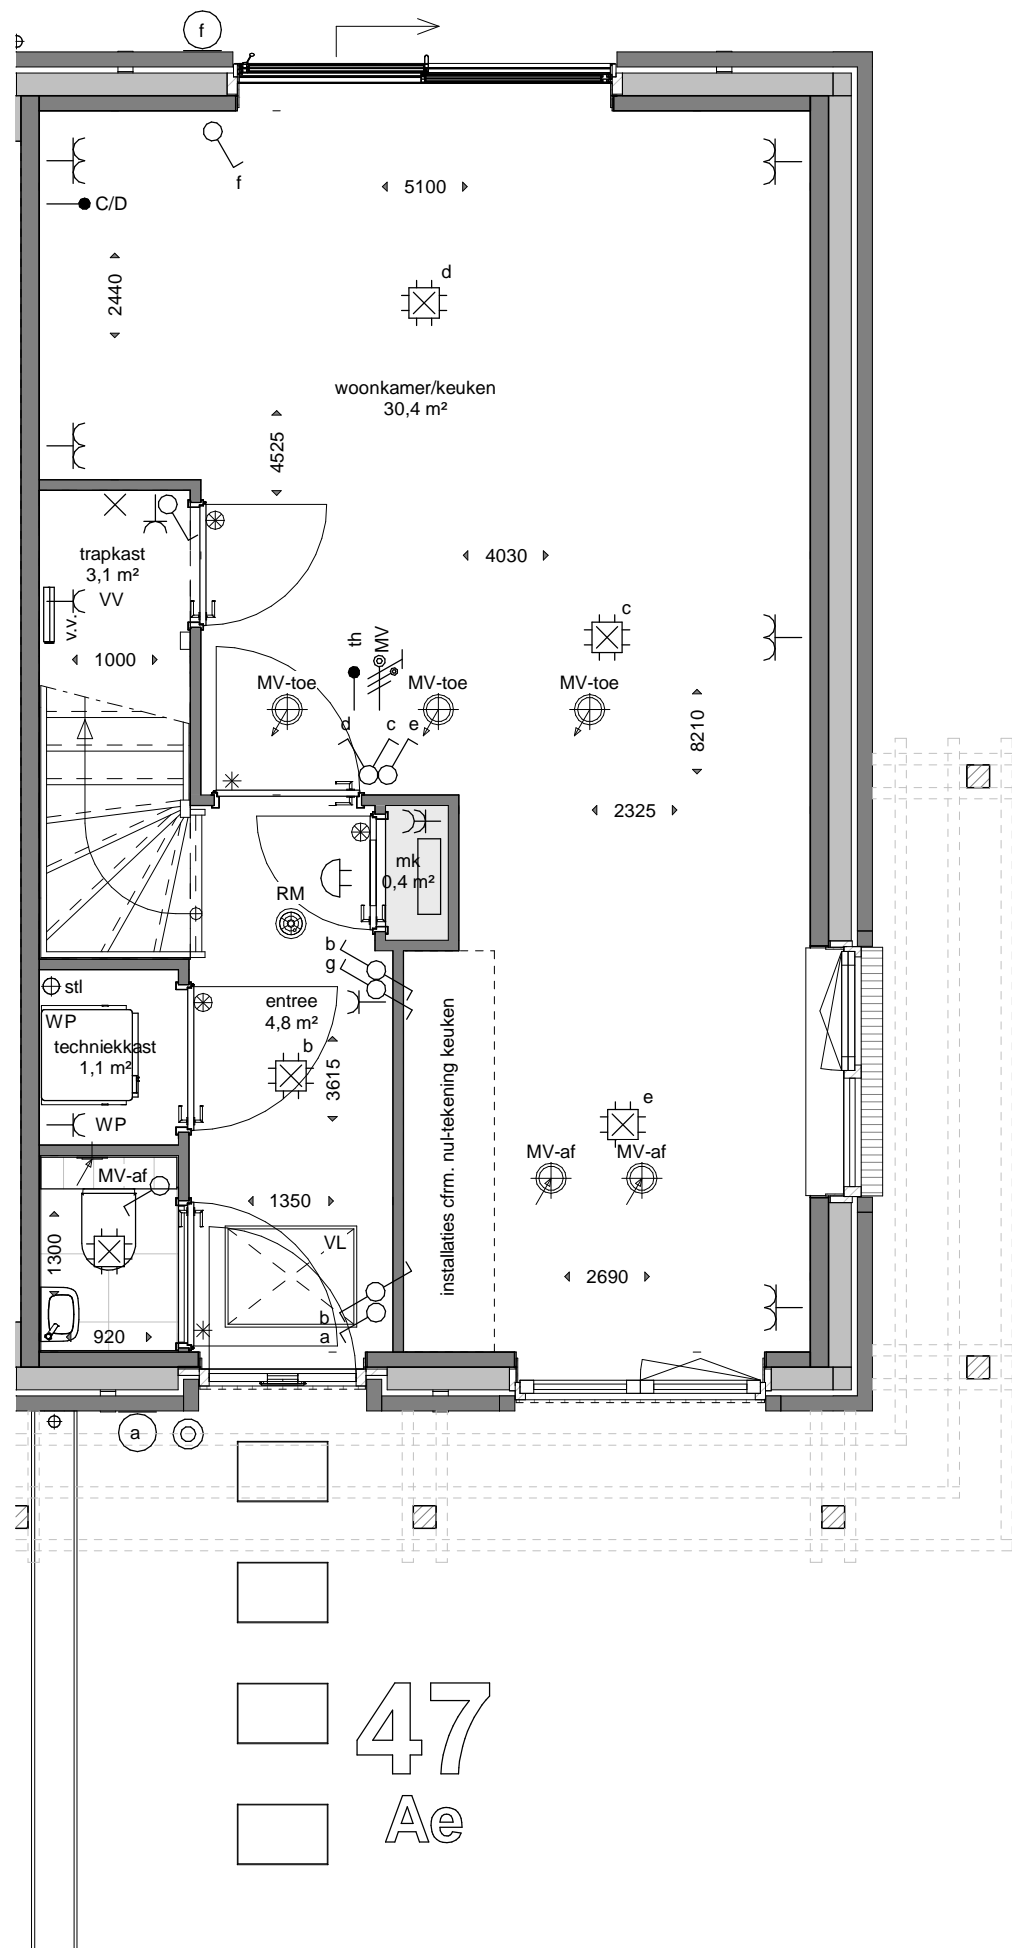 f
f
5100
C/D
2440
d
woonkamer/keuken
30,4 m²
4525
trapkast
3,1 m²
VV
v.v.
1000
4030
c
th
MV
MV-toe
MV-toe
MV-toe
d
c
e
8210
2325
mk
0,4 m²
RM
b
g
stl
WP
techniekkast
1,1 m²
WP
entree
4,8 m²
b
3615
installaties cfrm. nul-tekening keuken
e
MV-af
MV-af
MV-af
1350
1300
VL
2690
b
a
920
a
47
Ae